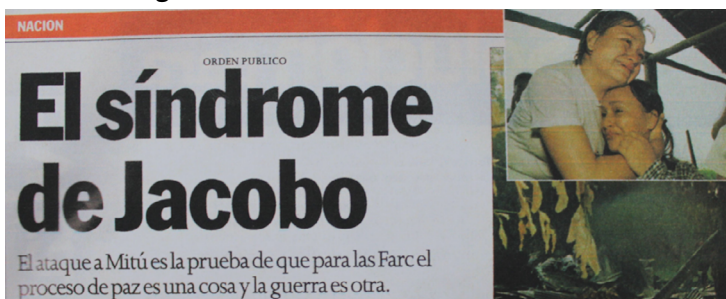 NACION
ORDEN PUBLICO
El síndrome
de Jacobo
El ataque a Mitú es la prueba de que para las Farc el
proceso de paz es una cosa y la guerra es otra.